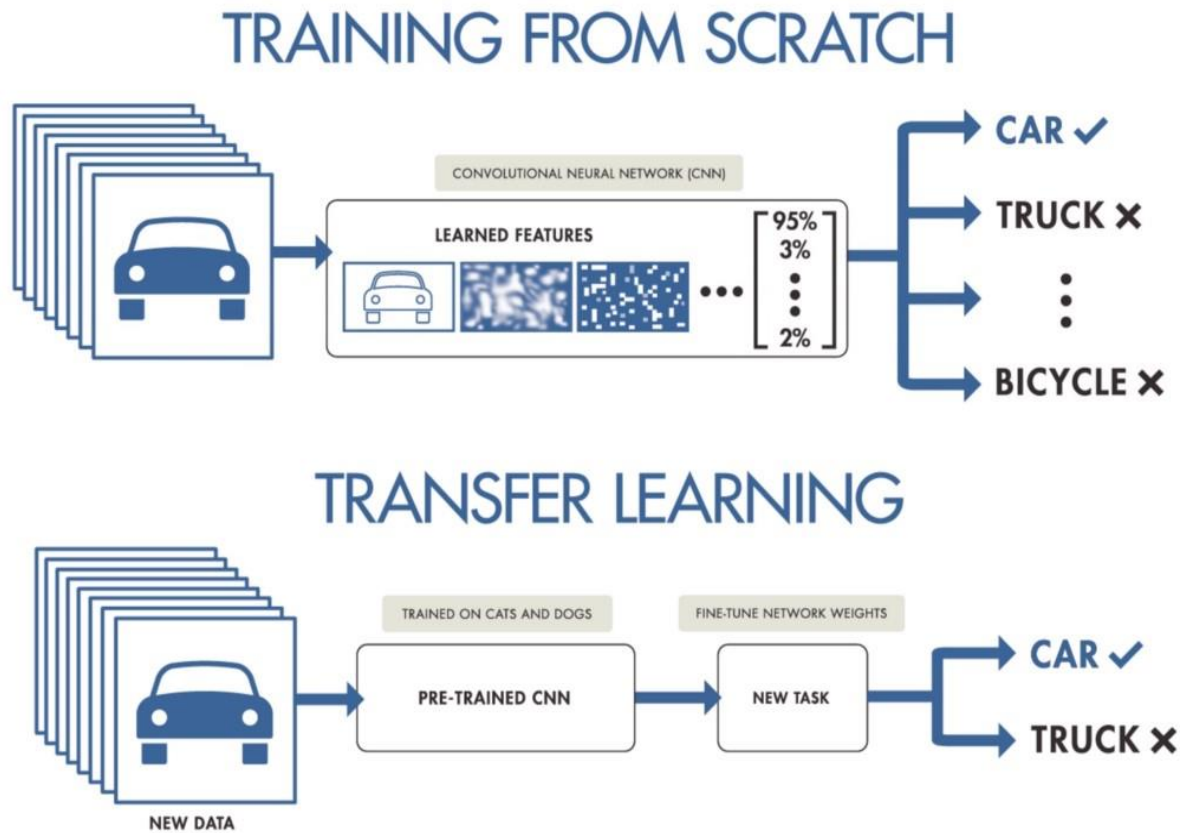 TRAINING FROM SCRATCH
CONVOLUTIONAL NEURAL NETWORK (CNN)
LEARNED FEATURES
95%
3%
2%
CAR
TRUCK
BICYCLE
TRANSFER LEARNING
NEW DATA
TRAINED ON CATS AND DOGS
PRE-TRAINED CNN
FINE-TUNE NETWORK WEIGHTS
NEW TASK
CAR
TRUCK